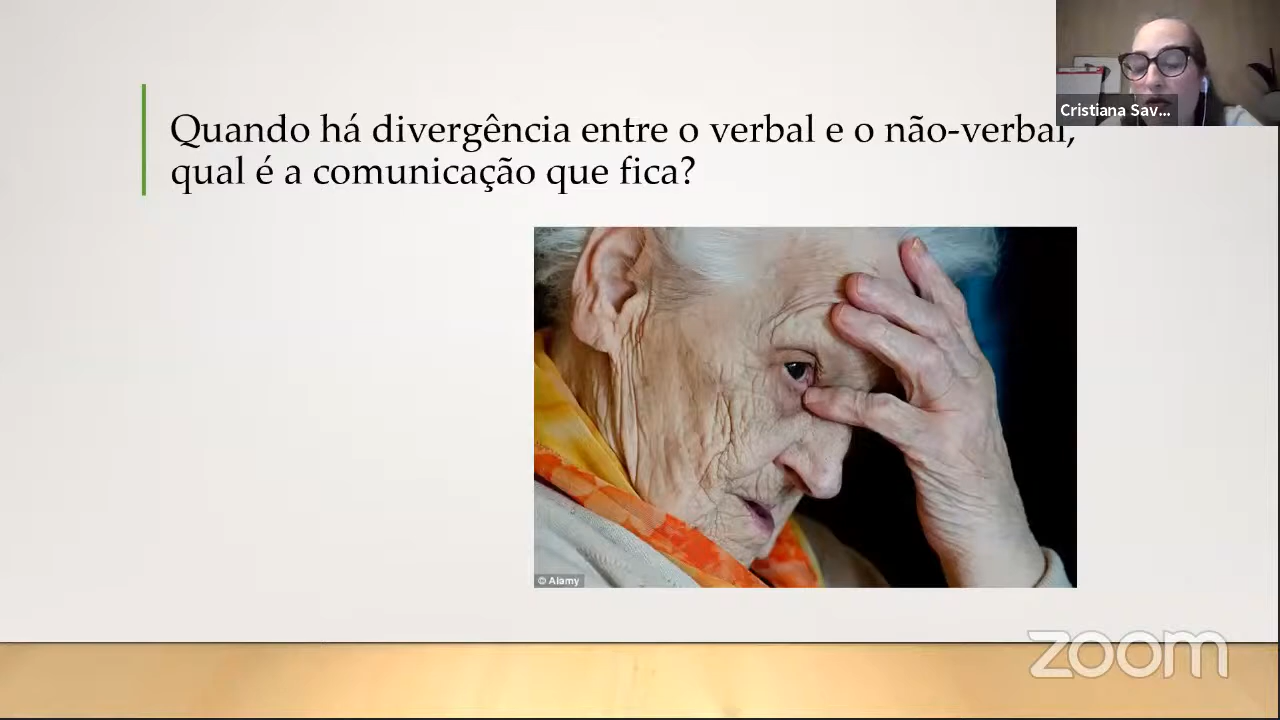 Quando há divergência entre o verbal e o não-verbal,
qual é a comunicação que fica?
Cristiana Sav...
© Alamy
zoom